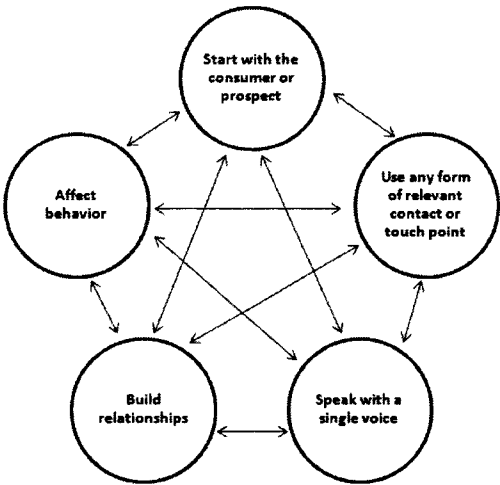 Start with the
consumer or
prospect
Affect
behavior
Use any form
of relevant
contact or
touch point
Build
relationships
Speak with a
single voice